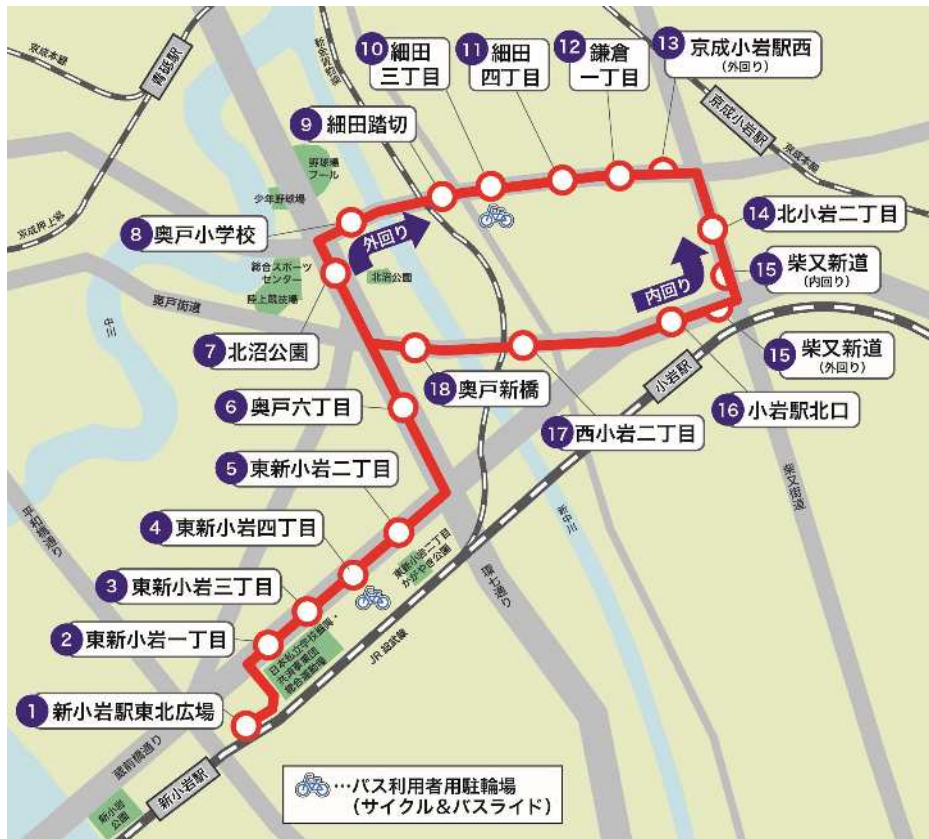 京成本線
青砥駅
新金貨物線
10 細田
三丁目
11 細田
四丁目
12 鎌倉
一丁目
13 京成小岩駅西
(外回り)
京成小岩駅
京成本線
9 細田踏切
野球場
プール
少年野球場
京成押上線
8 奥戸小学校
外回り
14 北小岩二丁目
総合スポーツ
センター
陸上競技場
北沼公園
奥戸街道
中川
内回り
15 柴又新道
(内回り)
7 北沼公園
小岩駅
15 柴又新道
(外回り)
18 奥戸新橋
6 奥戸六丁目
17 西小岩二丁目
16 小岩駅北口
5 東新小岩二丁目
柴又街道
新中川
平和橋通り
4 東新小岩四丁目
東新小岩二丁目
かがやき公園
3 東新小岩三丁目
環七通り
2 東新小岩一丁目
日本私立学校振興・
共済事業団
総合運動場
JR 総武線
1 新小岩駅東北広場
蔵前橋通り
新小岩駅
新小岩
公園
…バス利用者用駐輪場
(サイクル&バスライド)